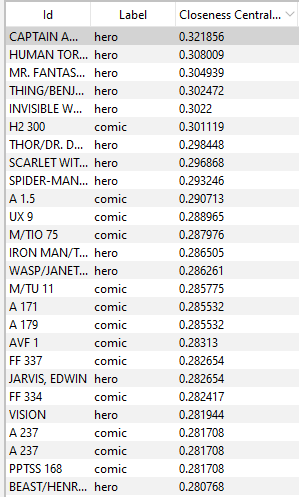 Id Label Closeness Central...
CAPTAIN A... hero 0.321856
HUMAN TOR... hero 0.308009
MR. FANTAS... hero 0.304939
THING/BENJ... hero 0.302472
INVISIBLE W... hero 0.3022
H2 300 comic 0.301119
THOR/DR. D... hero 0.298448
SCARLET WIT... hero 0.296868
SPIDER-MAN... hero 0.293246
A 1.5 comic 0.290713
UX 9 comic 0.288965
M/TIO 75 comic 0.287976
IRON MAN/T... hero 0.286505
WASP/JANET... hero 0.286261
M/TU 11 comic 0.285775
A 171 comic 0.285532
A 179 comic 0.285532
AVF 1 comic 0.28313
FF 337 comic 0.282654
JARVIS, EDWIN hero 0.282654
FF 334 comic 0.282417
VISION hero 0.281944
A 237 comic 0.281708
A 237 comic 0.281708
PPTSS 168 comic 0.281708
BEAST/HENR... hero 0.280768